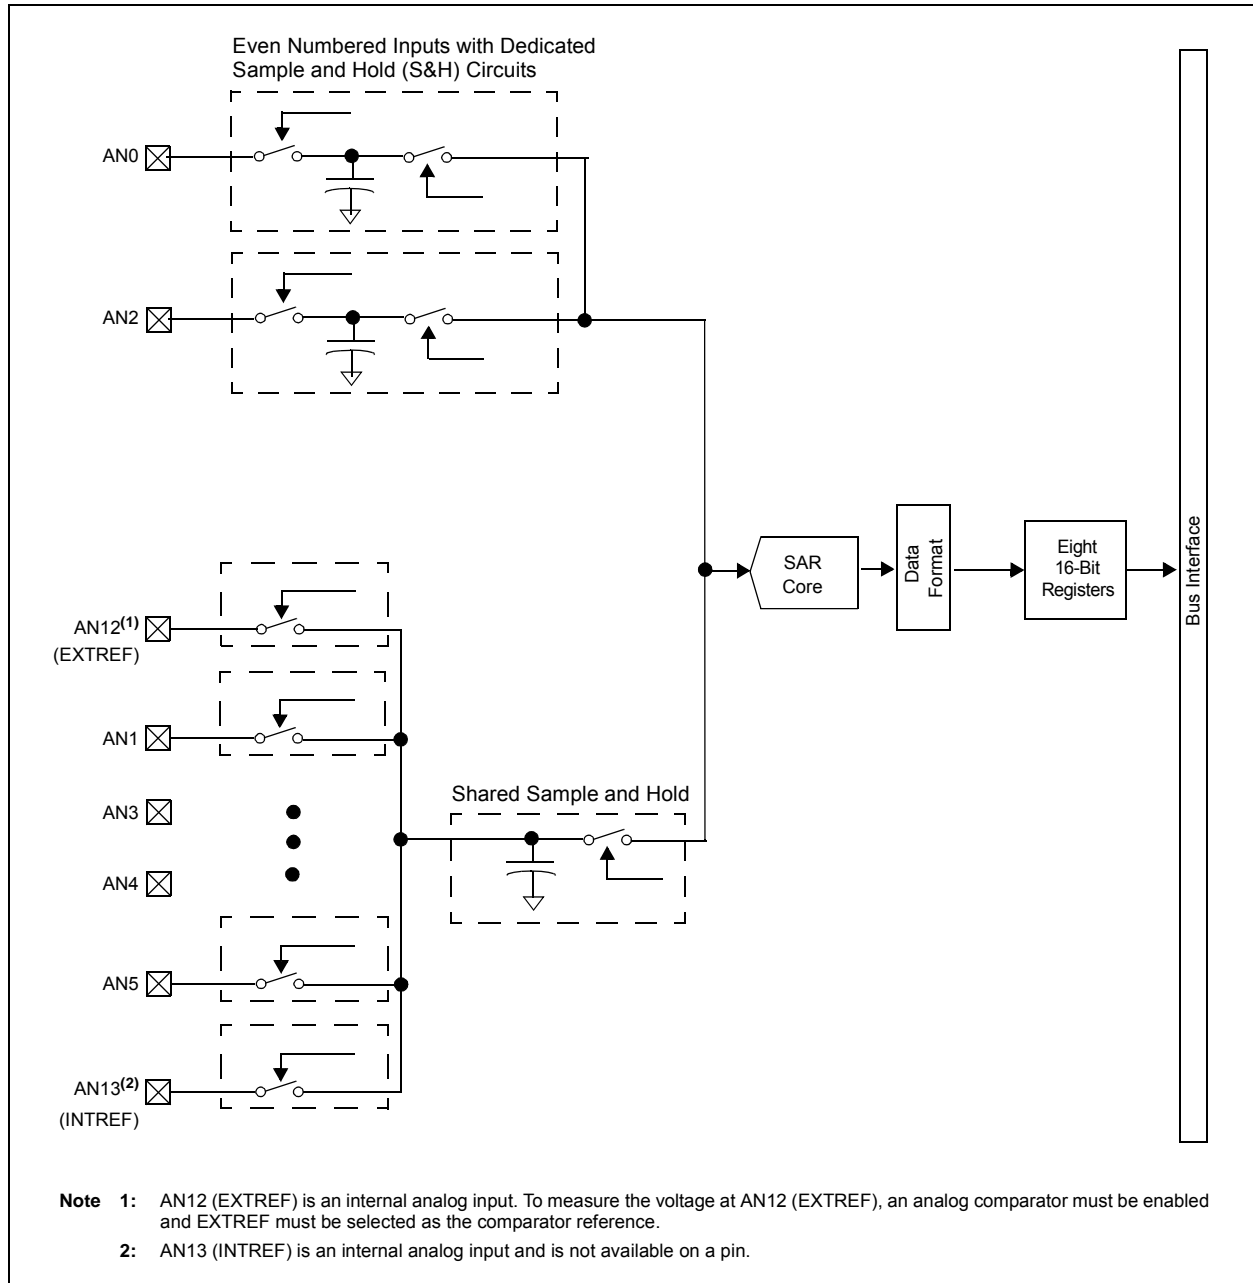 Even Numbered Inputs with Dedicated
Sample and Hold (S&H) Circuits
AN0
AN2
AN12(1)
(EXTREF)
AN1
AN3
AN4
AN5
AN13(2)
(INTREF)
Shared Sample and Hold
SAR
Core
Data
Format
Eight
16-Bit
Registers
Bus Interface
Note 1: AN12 (EXTREF) is an internal analog input. To measure the voltage at AN12 (EXTREF), an analog comparator must be enabled
and EXTREF must be selected as the comparator reference.
2: AN13 (INTREF) is an internal analog input and is not available on a pin.